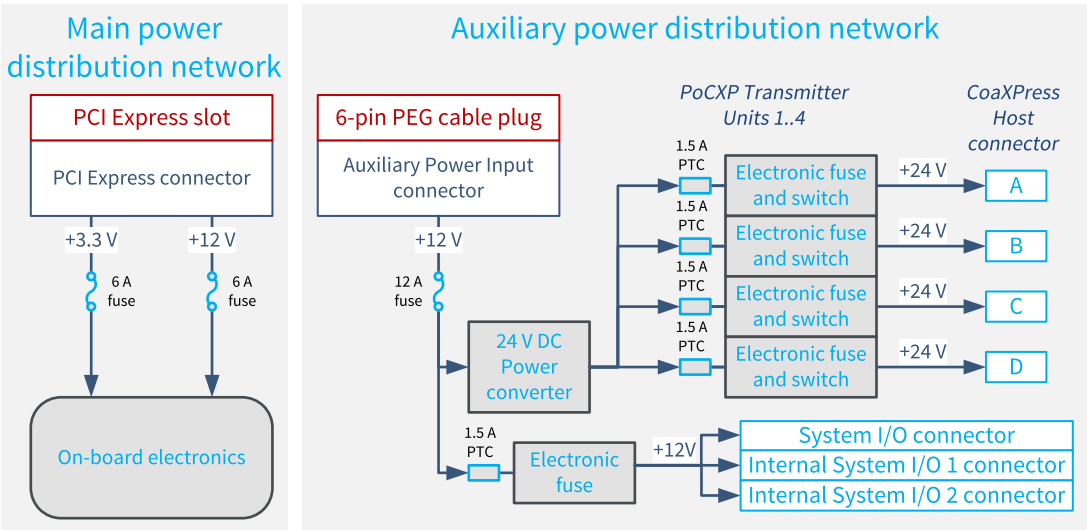 Main power
distribution network
PCI Express slot
PCI Express connector
+3.3 V
+12 V
6 A
fuse
6 A
fuse
On-board electronics
Auxiliary power distribution network
6-pin PEG cable plug
Auxiliary Power Input
connector
+12 V
12 A
fuse
24 V DC
Power
converter
PoCXP Transmitter
Units 1..4
CoaXPress
Host
connector
1.5 A
PTC
Electronic fuse
and switch
+24 V
A
1.5 A
PTC
Electronic fuse
and switch
+24 V
B
1.5 A
PTC
Electronic fuse
and switch
+24 V
C
1.5 A
PTC
Electronic fuse
and switch
+24 V
D
1.5 A
PTC
Electronic
fuse
+12V
System I/O connector
Internal System I/O 1 connector
Internal System I/O 2 connector